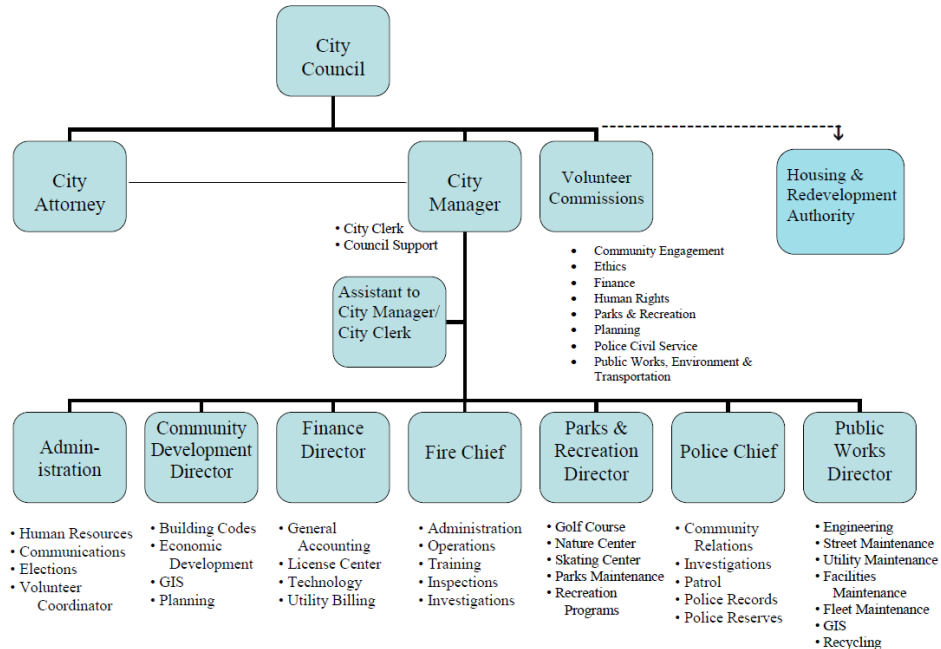 City
Council
City
Attorney
City
Manager
Volunteer
Commissions
Housing &
Redevelopment
Authority
• City Clerk
• Council Support
• Community Engagement
• Ethics
• Finance
• Human Rights
• Parks & Recreation
• Planning
• Police Civil Service
• Public Works, Environment &
Transportation
Assistant to
City Manager/
City Clerk
Admin-
istration
Community
Development
Director
Finance
Director
Fire Chief
Parks &
Recreation
Director
Police Chief
Public
Works
Director
• Human Resources
• Communications
• Elections
• Volunteer
Coordinator
• Building Codes
• Economic
Development
• GIS
• Planning
• General
Accounting
• License Center
• Technology
• Utility Billing
• Administration
• Operations
• Training
• Inspections
• Investigations
• Golf Course
• Nature Center
• Skating Center
• Parks Maintenance
• Recreation
Programs
• Community
Relations
• Investigations
• Patrol
• Police Records
• Police Reserves
• Engineering
• Street Maintenance
• Utility Maintenance
• Facilities
Maintenance
• Fleet Maintenance
• GIS
• Recycling